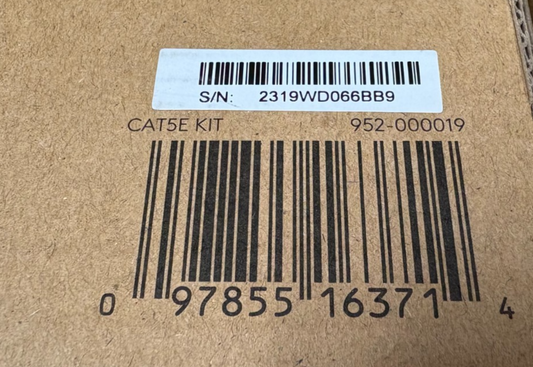 S/N: 2319WD066BB9
CAT5E KIT 952-000019
0 97855 16371 4